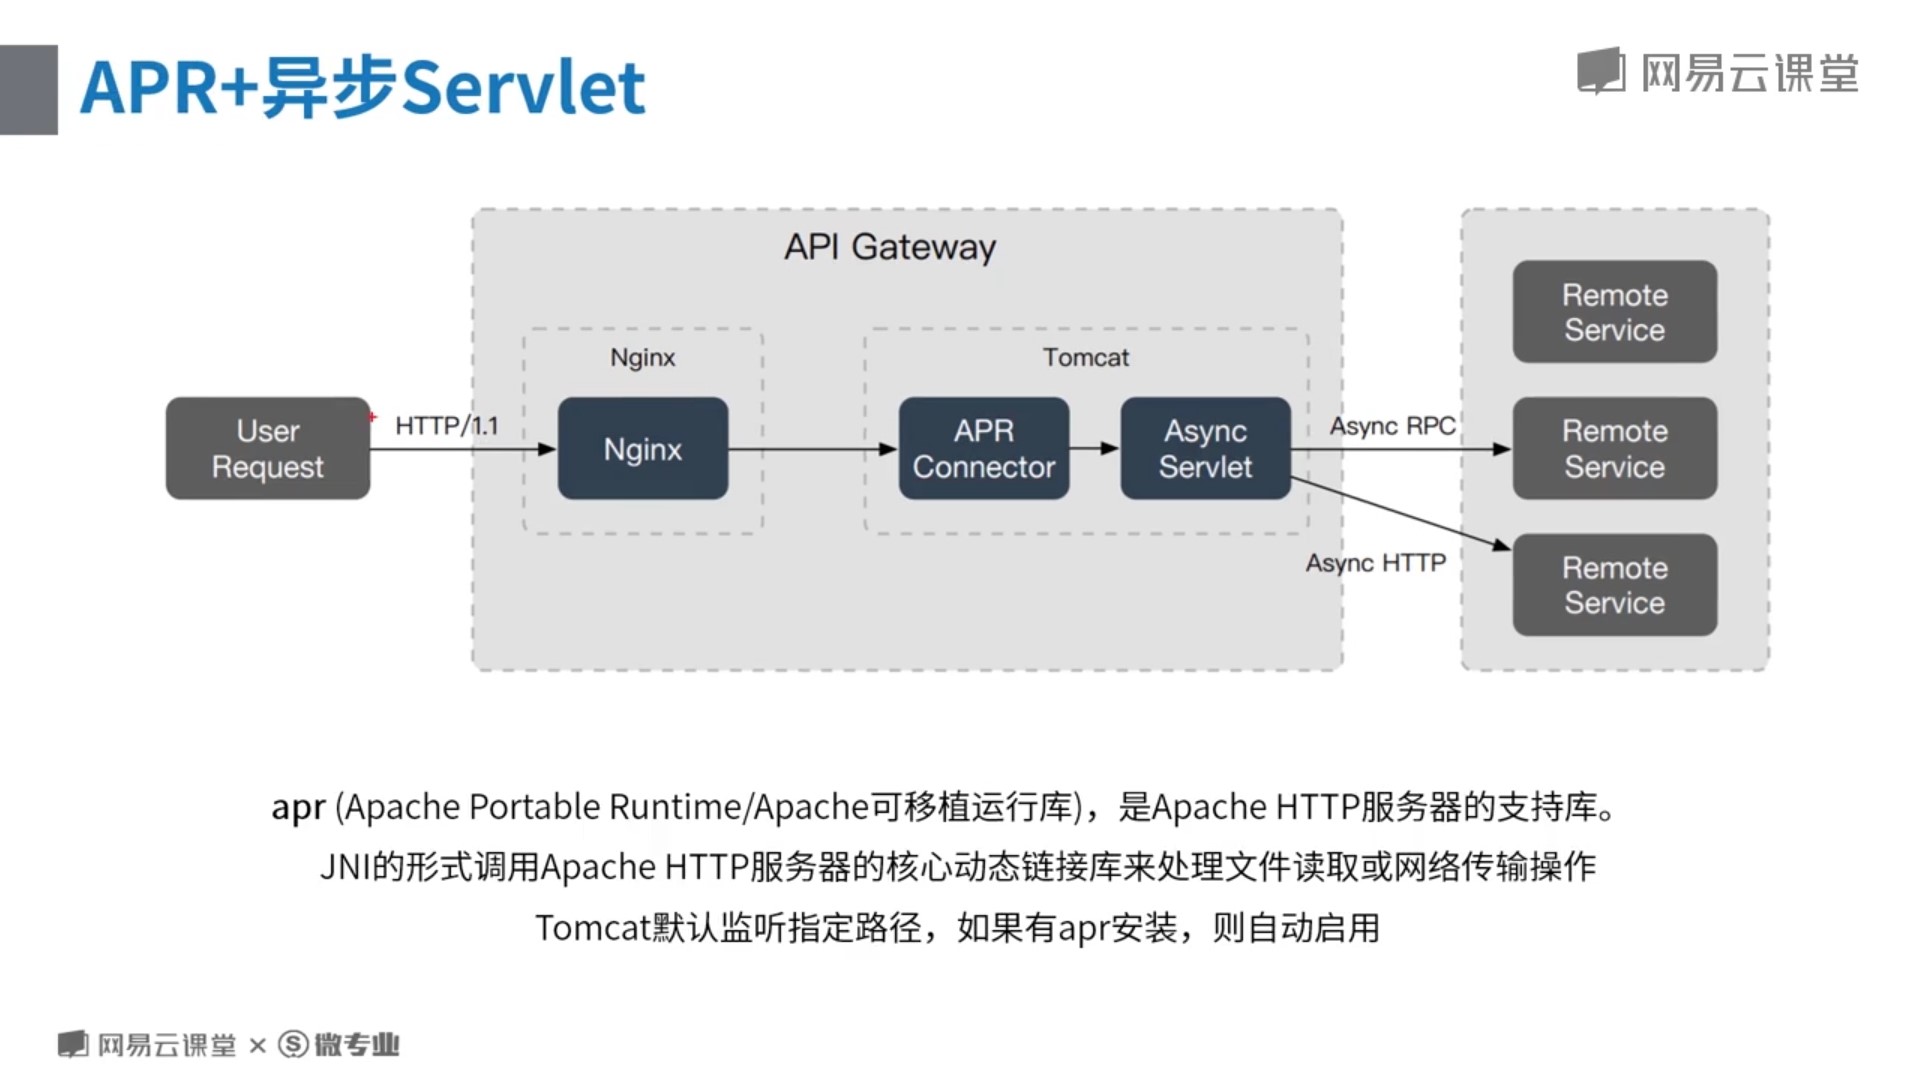 APR+异步Servlet
网易云课堂
API Gateway
Nginx
Tomcat
User
Request
HTTP/1.1
Nginx
APR
Connector
Async
Servlet
Async RPC
Async HTTP
Remote
Service
Remote
Service
Remote
Service
apr (Apache Portable Runtime/Apache可移植运行库)，是Apache HTTP服务器的支持库。
JNI的形式调用Apache HTTP服务器的核心动态链接库来处理文件读取或网络传输操作
Tomcat默认监听指定路径，如果有apr安装，则自动启用
网易云课堂 × 微专业